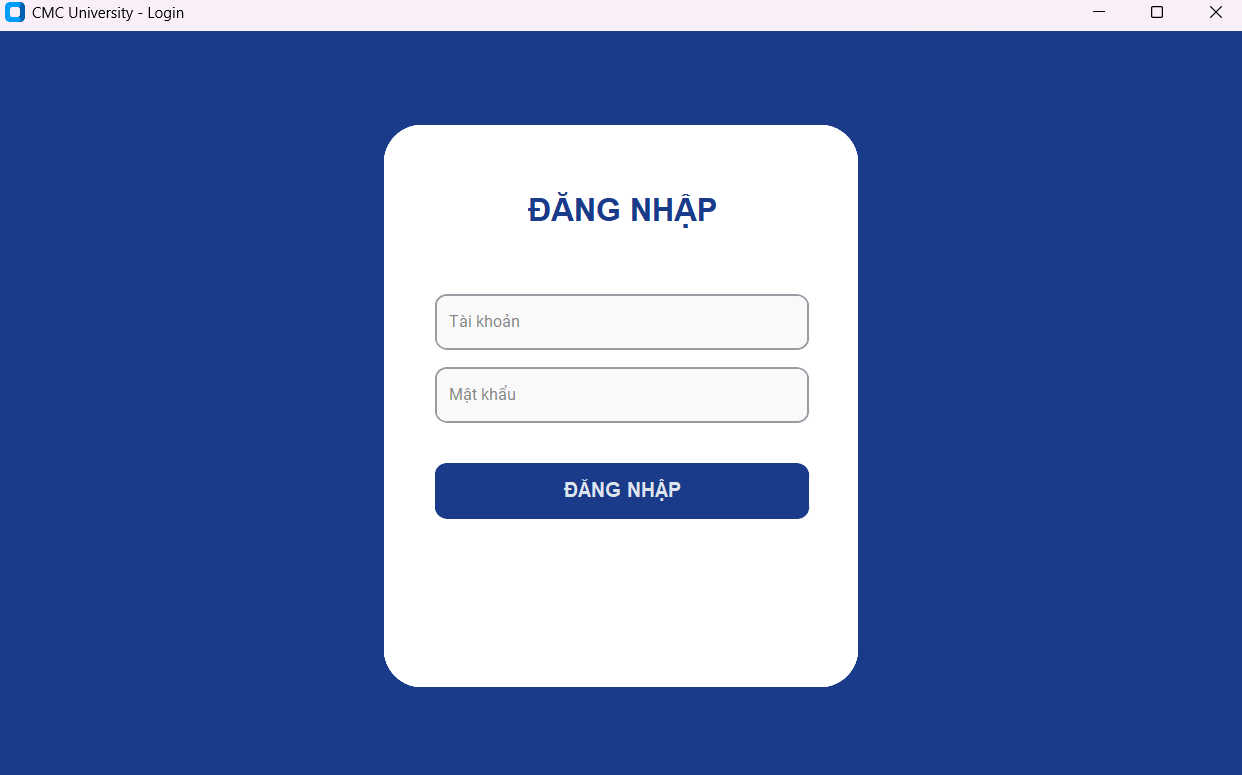 CMC University - Login
ĐĂNG NHẬP
Tài khoản
Mật khẩu
ĐĂNG NHẬP